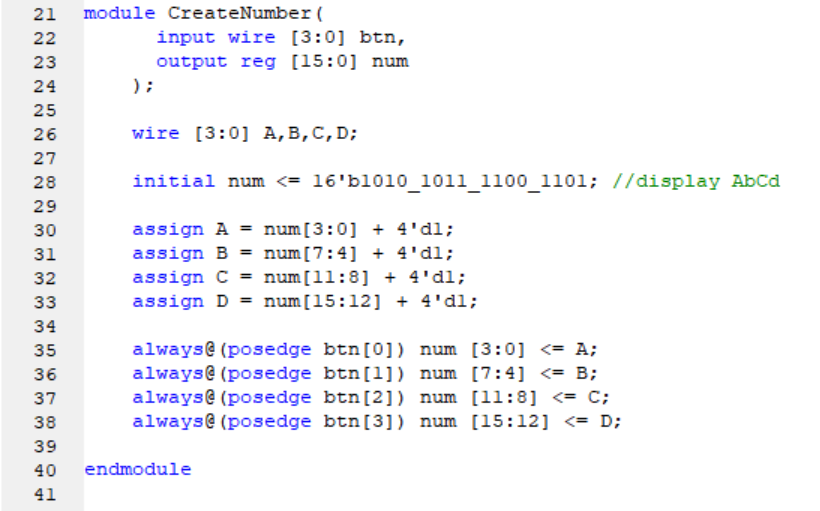 21 module CreateNumber(
22 input wire [3:0] btn,
23 output reg [15:0] num
24 );
25
26 wire [3:0] A,B,C,D;
27
28 initial num <= 16'b1010_1011_1100_1101; //display AbCd
29
30 assign A = num[3:0] + 4'd1;
31 assign B = num[7:4] + 4'd1;
32 assign C = num[11:8] + 4'd1;
33 assign D = num[15:12] + 4'd1;
34
35 always@(posedge btn[0]) num [3:0] <= A;
36 always@(posedge btn[1]) num [7:4] <= B;
37 always@(posedge btn[2]) num [11:8] <= C;
38 always@(posedge btn[3]) num [15:12] <= D;
39
40 endmodule
41